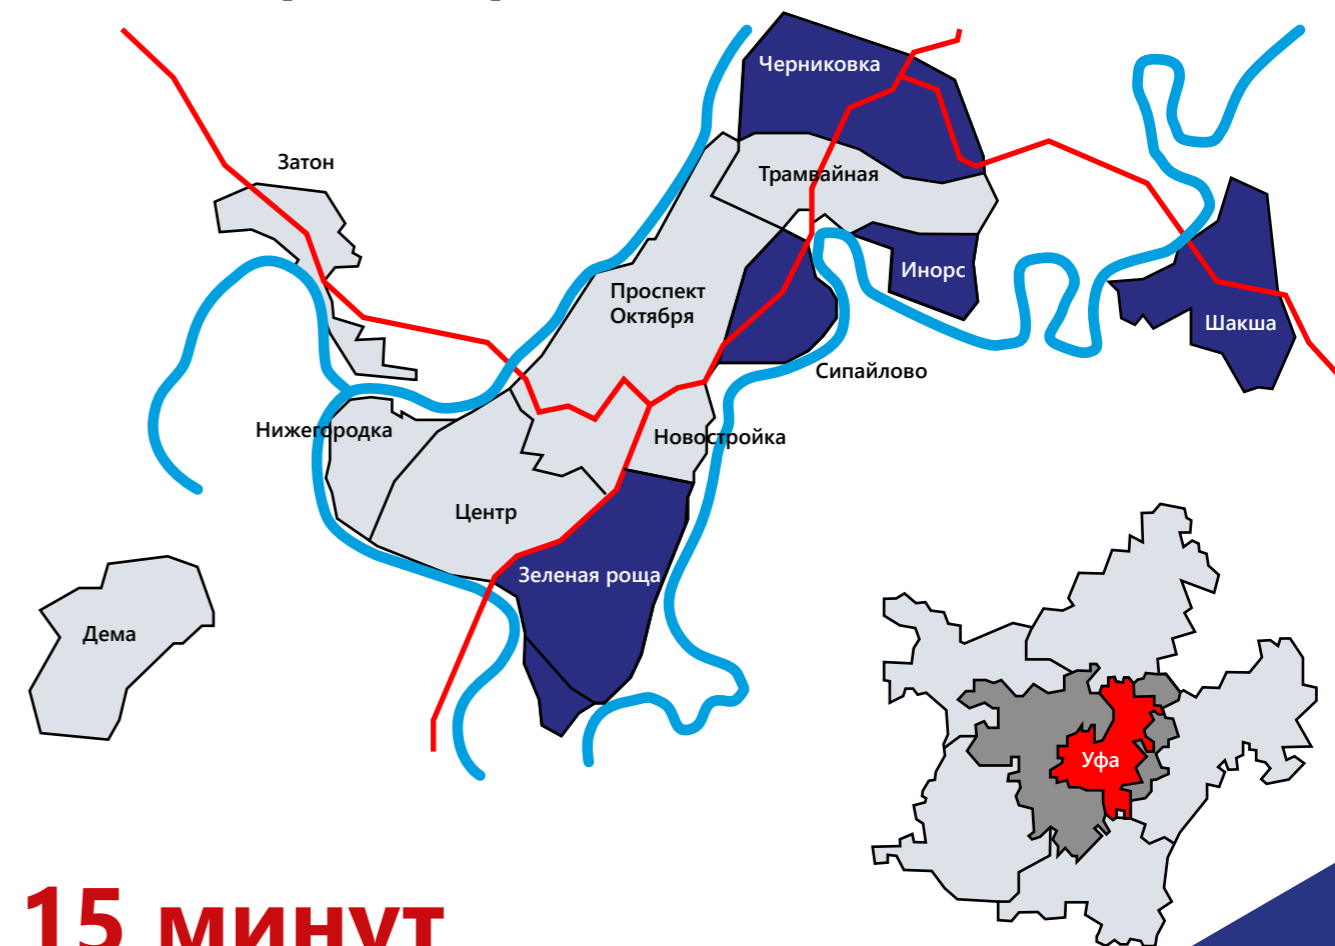 Черниковка
Затон
Трамвайная
Инорс
Проспект
Октября
Шакша
Сипайлово
Нижегородка
Новостройка
Центр
Зеленая роща
Дема
Уфа
15 минут